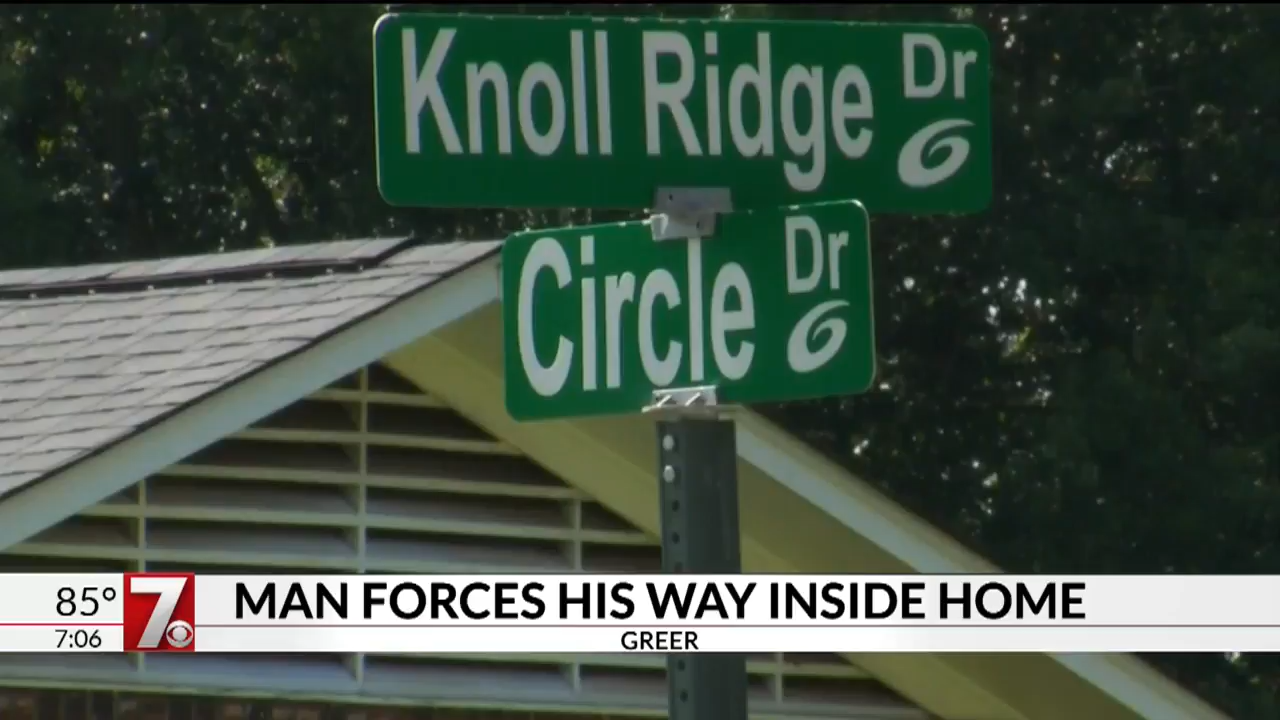 Knoll Ridge Dr
Circle Dr
85°
7:06
7
MAN FORCES HIS WAY INSIDE HOME
GREER